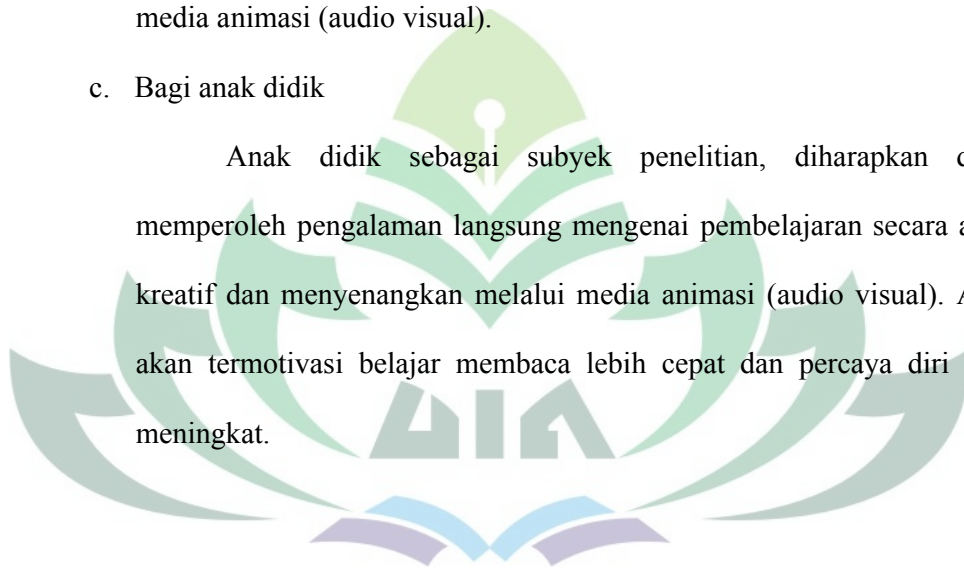 media animasi (audio visual).
c. Bagi anak didik
Anak didik sebagai subyek penelitian, diharapkan
memperoleh pengalaman langsung mengenai pembelajaran secara
kreatif dan menyenangkan melalui media animasi (audio visual).
akan termotivasi belajar membaca lebih cepat dan percaya diri
meningkat.
UIN